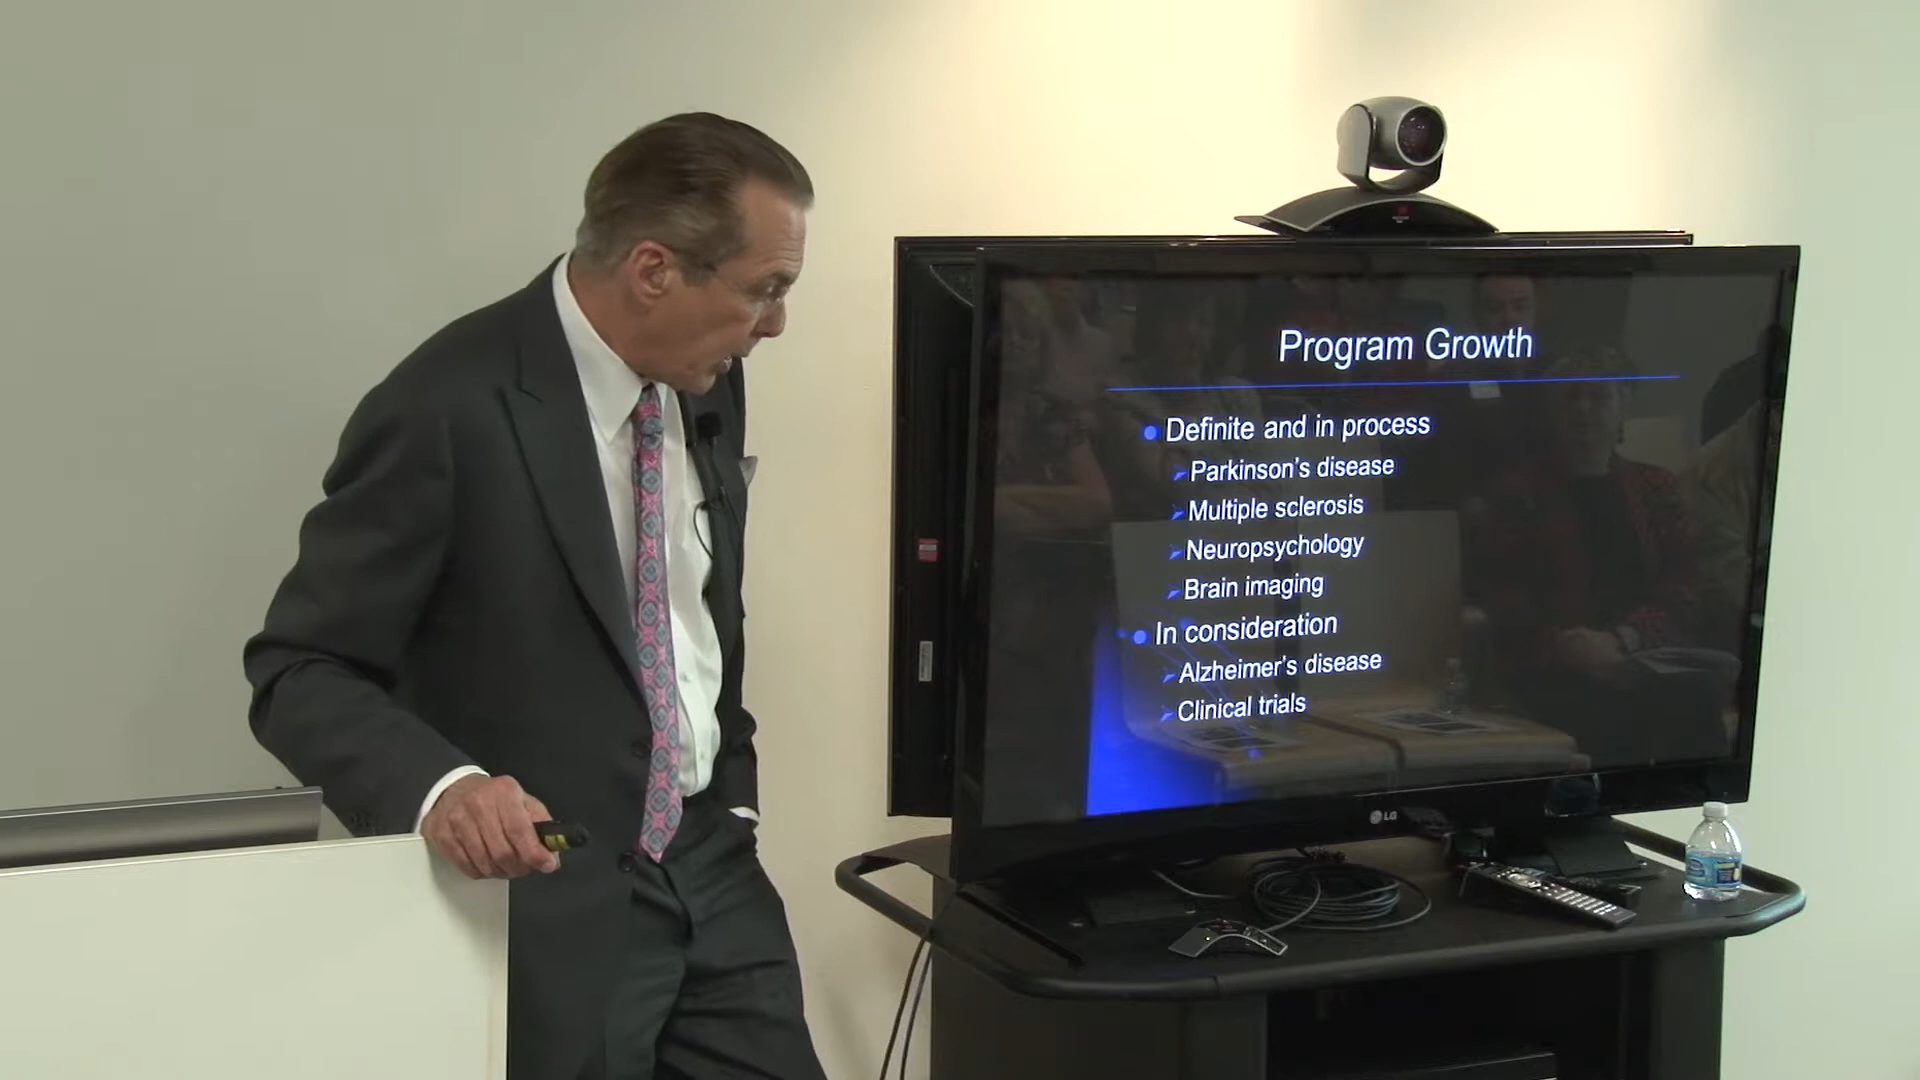 Program Growth
Definite and in process
Parkinson's disease
Multiple sclerosis
Neuropsychology
Brain imaging
In consideration
Alzheimer's disease
Clinical trials
LG